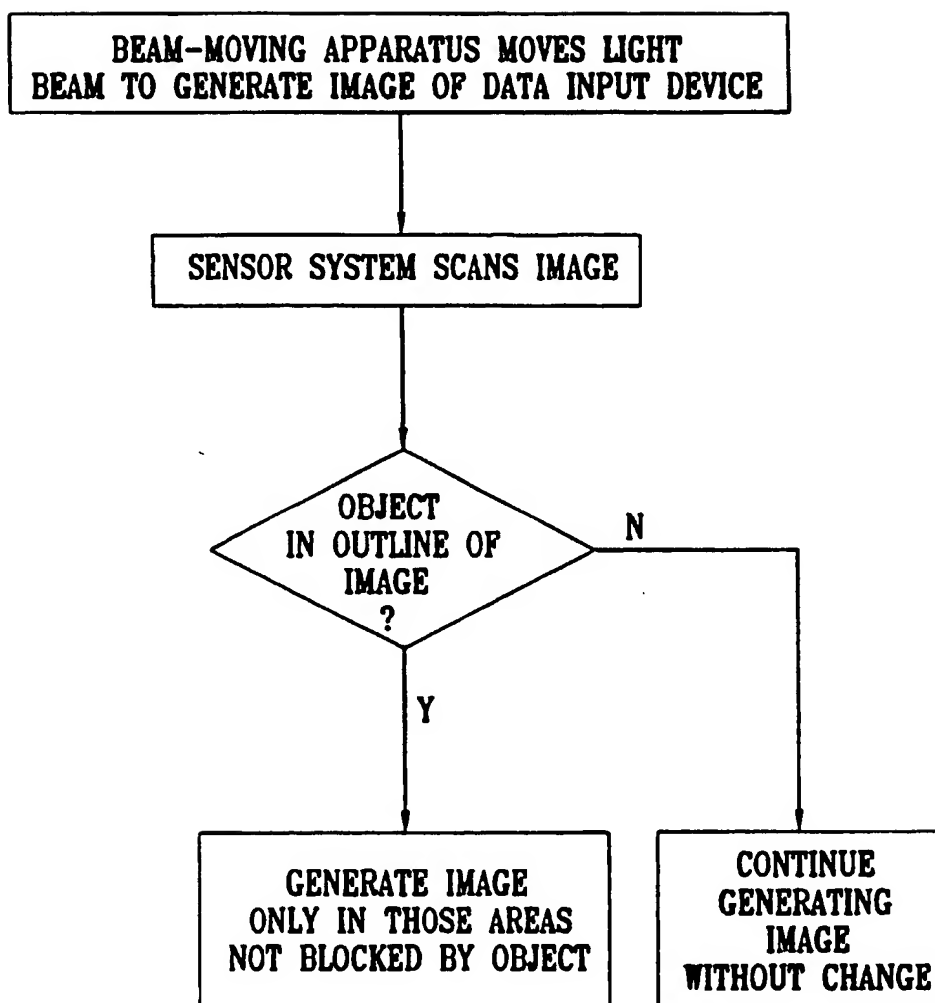 BEAM-MOVING APPARATUS MOVES LIGHT
BEAM TO GENERATE IMAGE OF DATA INPUT DEVICE
SENSOR SYSTEM SCANS IMAGE
OBJECT
IN OUTLINE OF
IMAGE
?
N
Y
GENERATE IMAGE
ONLY IN THOSE AREAS
NOT BLOCKED BY OBJECT
CONTINUE
GENERATING
IMAGE
WITHOUT CHANGE